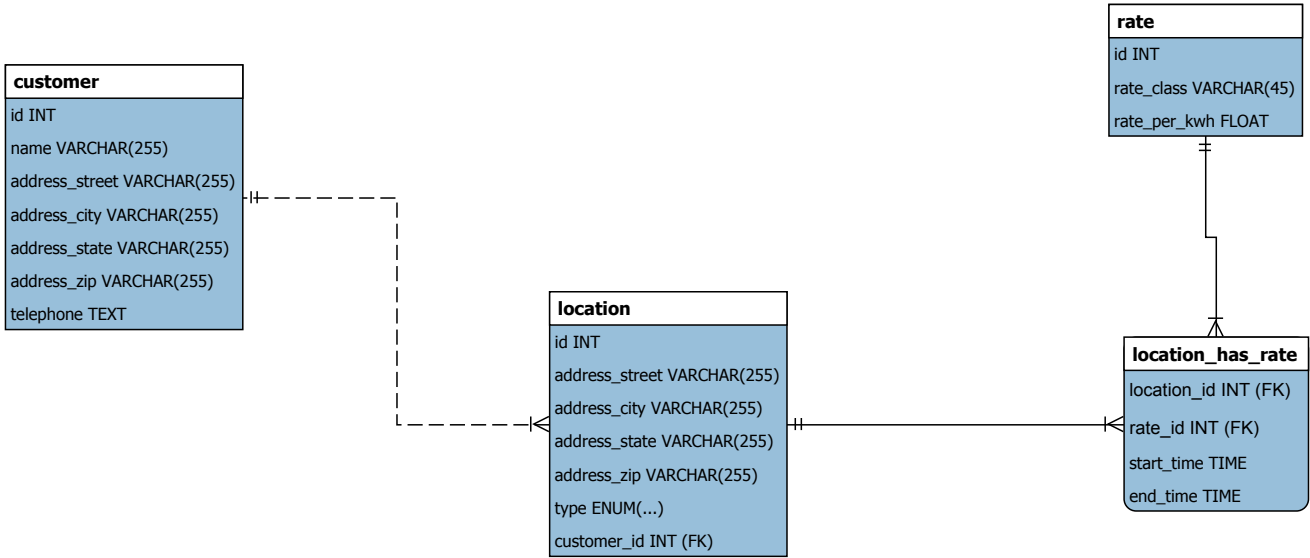 rate
id INT
rate_class VARCHAR(45)
rate_per_kwh FLOAT
customer
id INT
name VARCHAR(255)
address_street VARCHAR(255)
address_city VARCHAR(255)
address_state VARCHAR(255)
address_zip VARCHAR(255)
telephone TEXT
location
id INT
address_street VARCHAR(255)
address_city VARCHAR(255)
address_state VARCHAR(255)
address_zip VARCHAR(255)
type ENUM(...)
customer_id INT (FK)
location_has_rate
location_id INT (FK)
rate_id INT (FK)
start_time TIME
end_time TIME